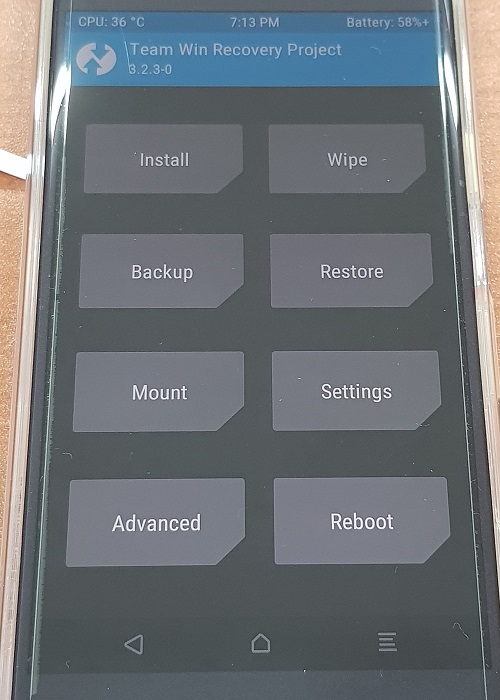 CPU: 36 °C 7:13 PM Battery: 58%+
Team Win Recovery Project
3.2.3-0
Install Wipe
Backup Restore
Mount Settings
Advanced Reboot